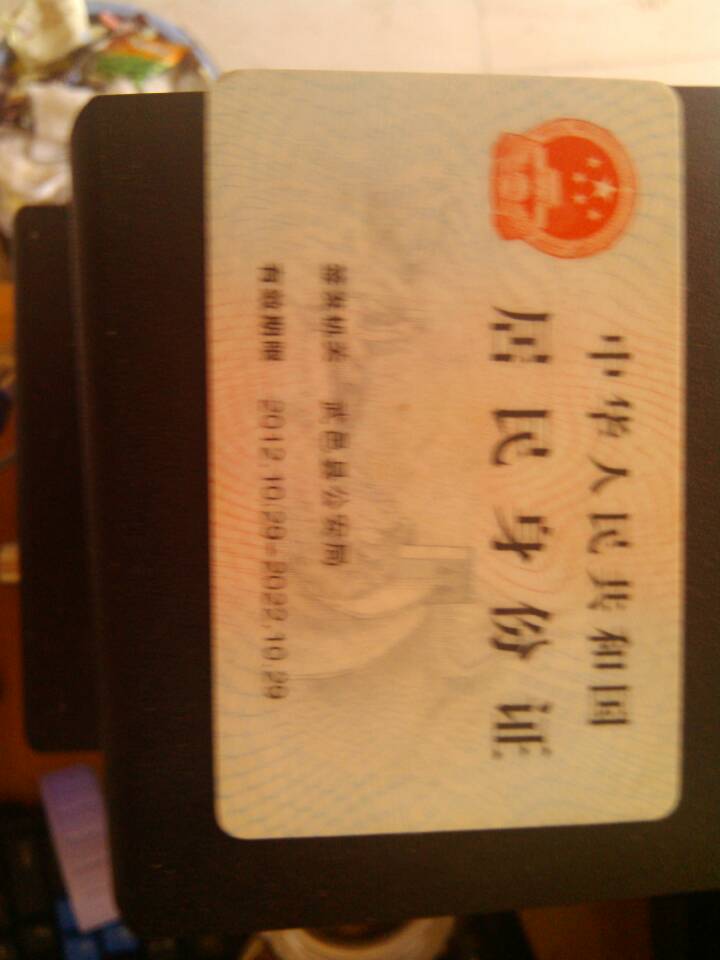 中华人民共和国
居民身份证
签发机关 武邑县公安局
有效期限 2012.10.29-2022.10.29